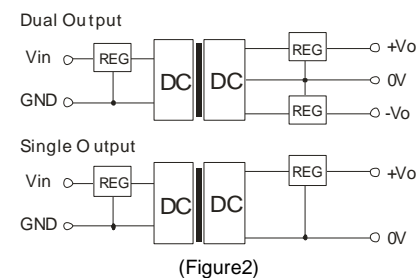 Dual Output
Vin REG DC DC REG +Vo
0V
GND REG -Vo
Single Output
Vin REG DC DC REG +Vo
GND 0V
(Figure2)